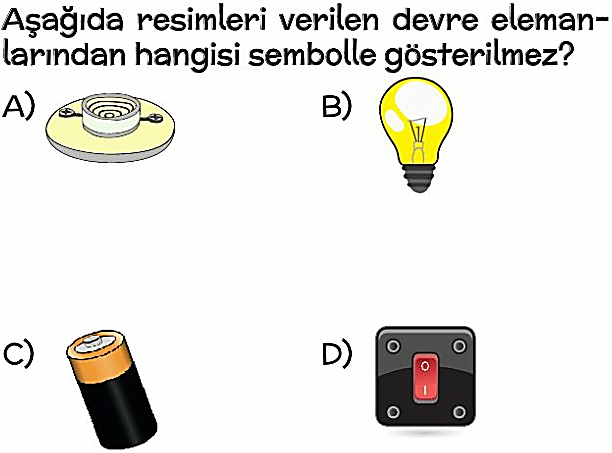 Aşağıda resimleri verilen devre eleman-
larından hangisi sembolle gösterilmez?
A)
B)
C)
D)
O
I